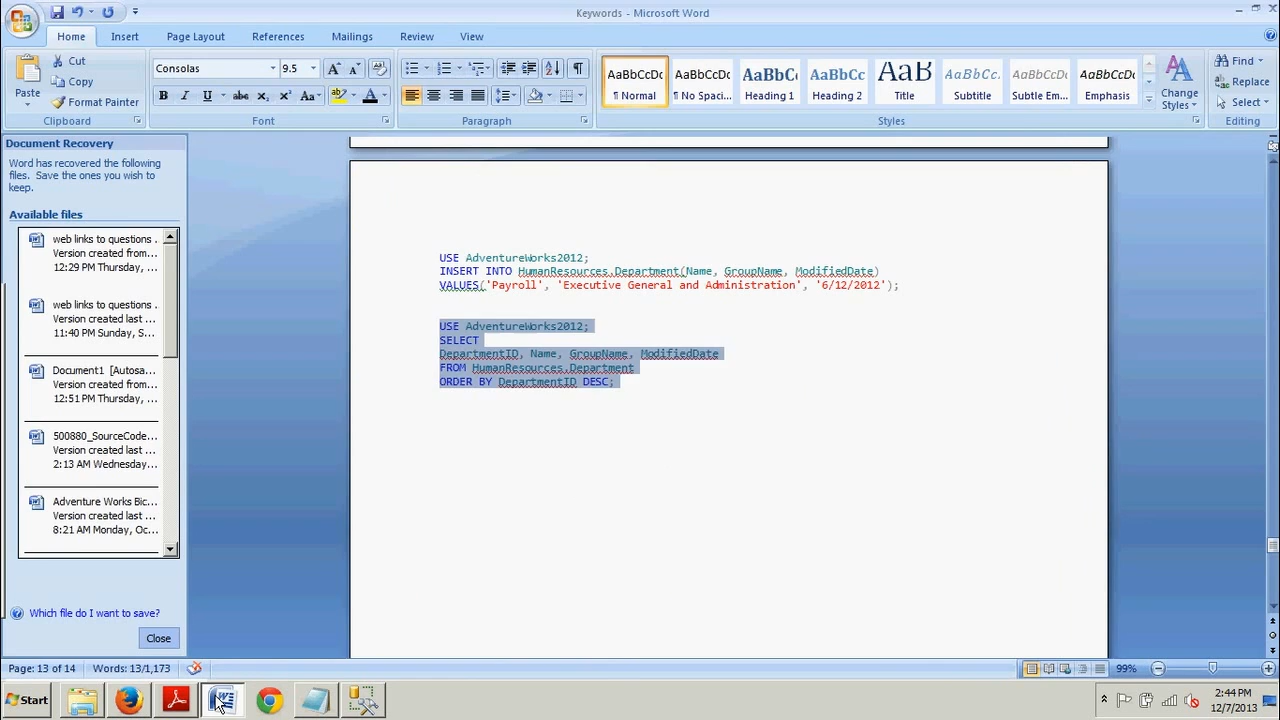 Keywords - Microsoft Word
Home Insert Page Layout References Mailings Review View
Paste
Cut
Copy
Format Painter
Clipboard
Consolas 9.5
Font
Paragraph
AaBbCcDc AaBbCcDc AaBbC AaBbCc AaB AaBbCc. AaBbCcDc AaBbCcDc
¶ Normal ¶ No Spaci... Heading 1 Heading 2 Title Subtitle Subtle Em... Emphasis
Change
Styles
Styles
Find
Replace
Select
Editing
Document Recovery
Word has recovered the following
files. Save the ones you wish to
keep.
Available files
web links to questions .
Version created from...
12:29 PM Thursday, ...
web links to questions .
Version created last ...
11:40 PM Sunday, S...
Document1 [Autosa...
Version created from...
12:51 PM Thursday, ...
500880_SourceCode...
Version created last ...
2:13 AM Wednesday...
Adventure Works Bic...
Version created last ...
8:21 AM Monday, Oc...
Which file do I want to save?
Close
USE AdventureWorks2012;
INSERT INTO HumanResources.Department(Name, GroupName, ModifiedDate)
VALUES('Payroll', 'Executive General and Administration', '6/12/2012');
USE AdventureWorks2012;
SELECT
DepartmentID, Name, GroupName, ModifiedDate
FROM HumanResources.Department
ORDER BY DepartmentID DESC;
Page: 13 of 14 Words: 13/1,173
99%
Start
2:44 PM
12/7/2013